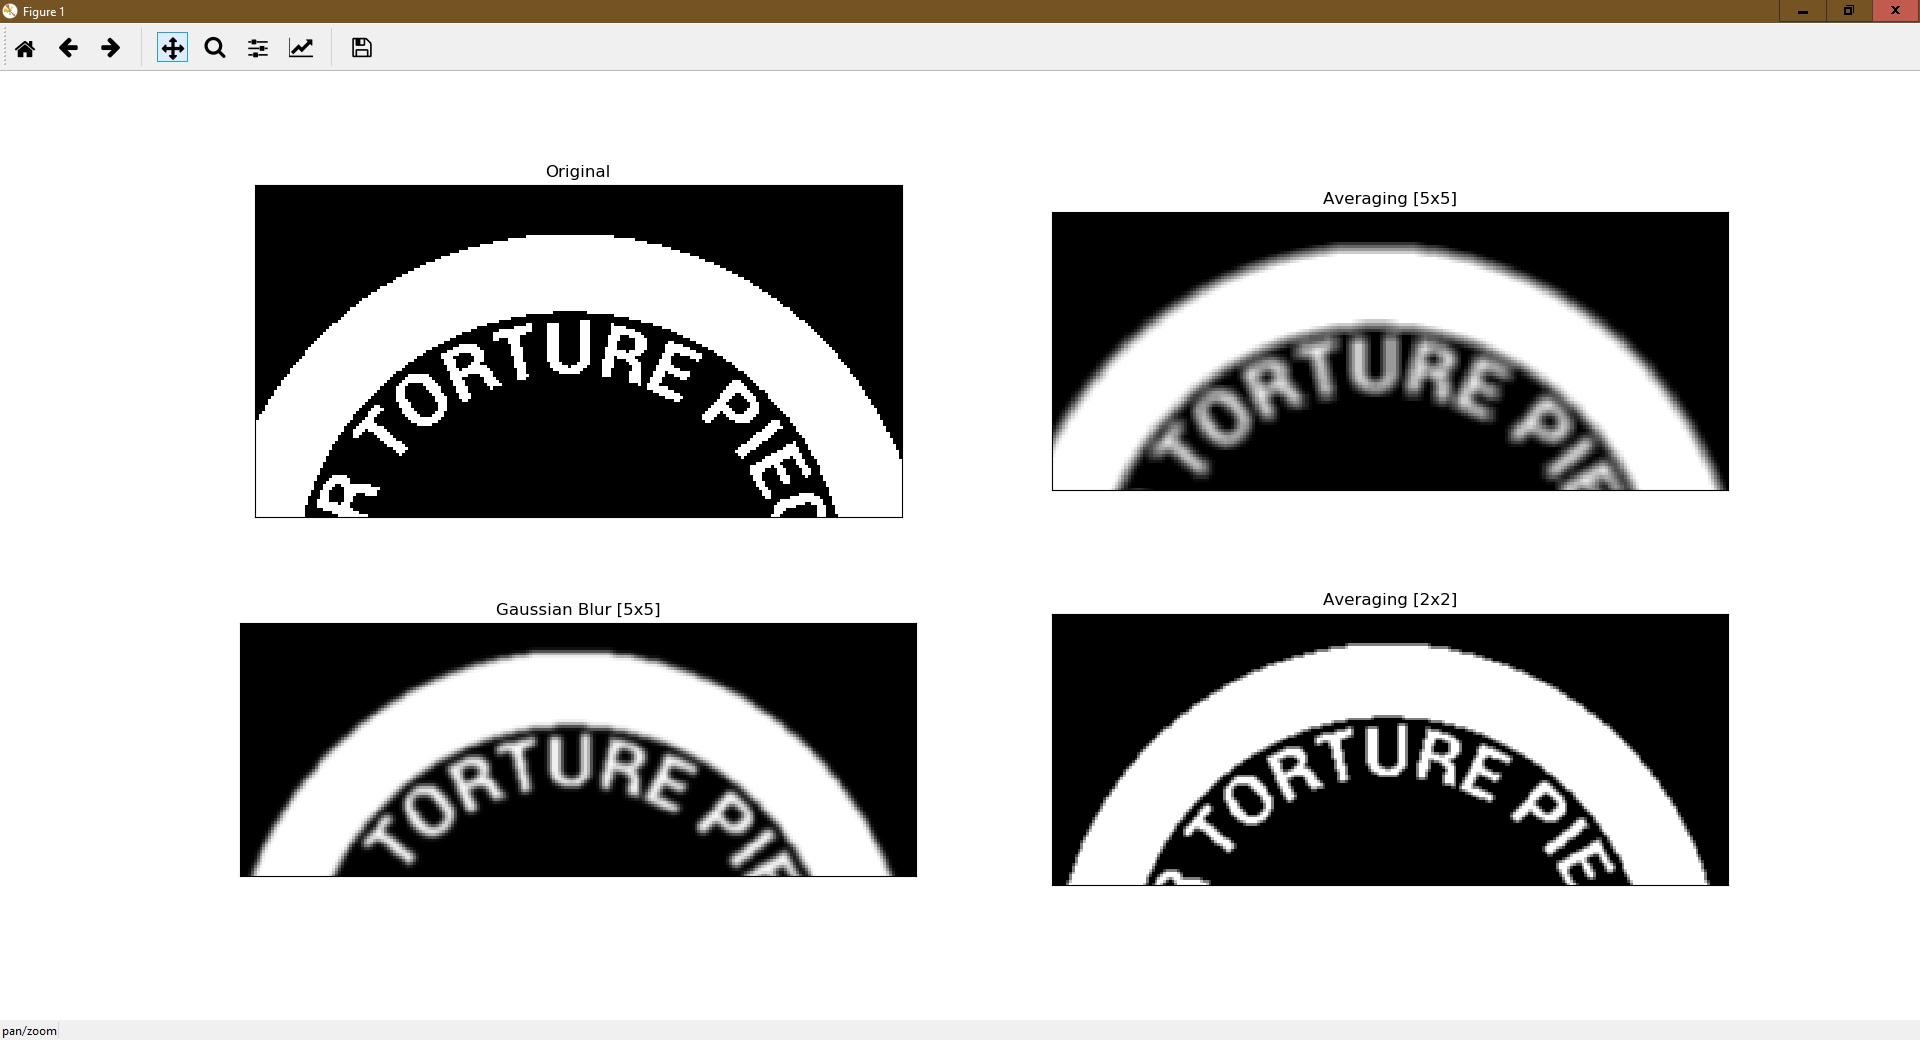 Figure 1
Original
R TORTURE PIEC
Averaging [5x5]
TORTURE PIE
Gaussian Blur [5x5]
TORTURE PIE
Averaging [2x2]
R TORTURE PIE
pan/zoom